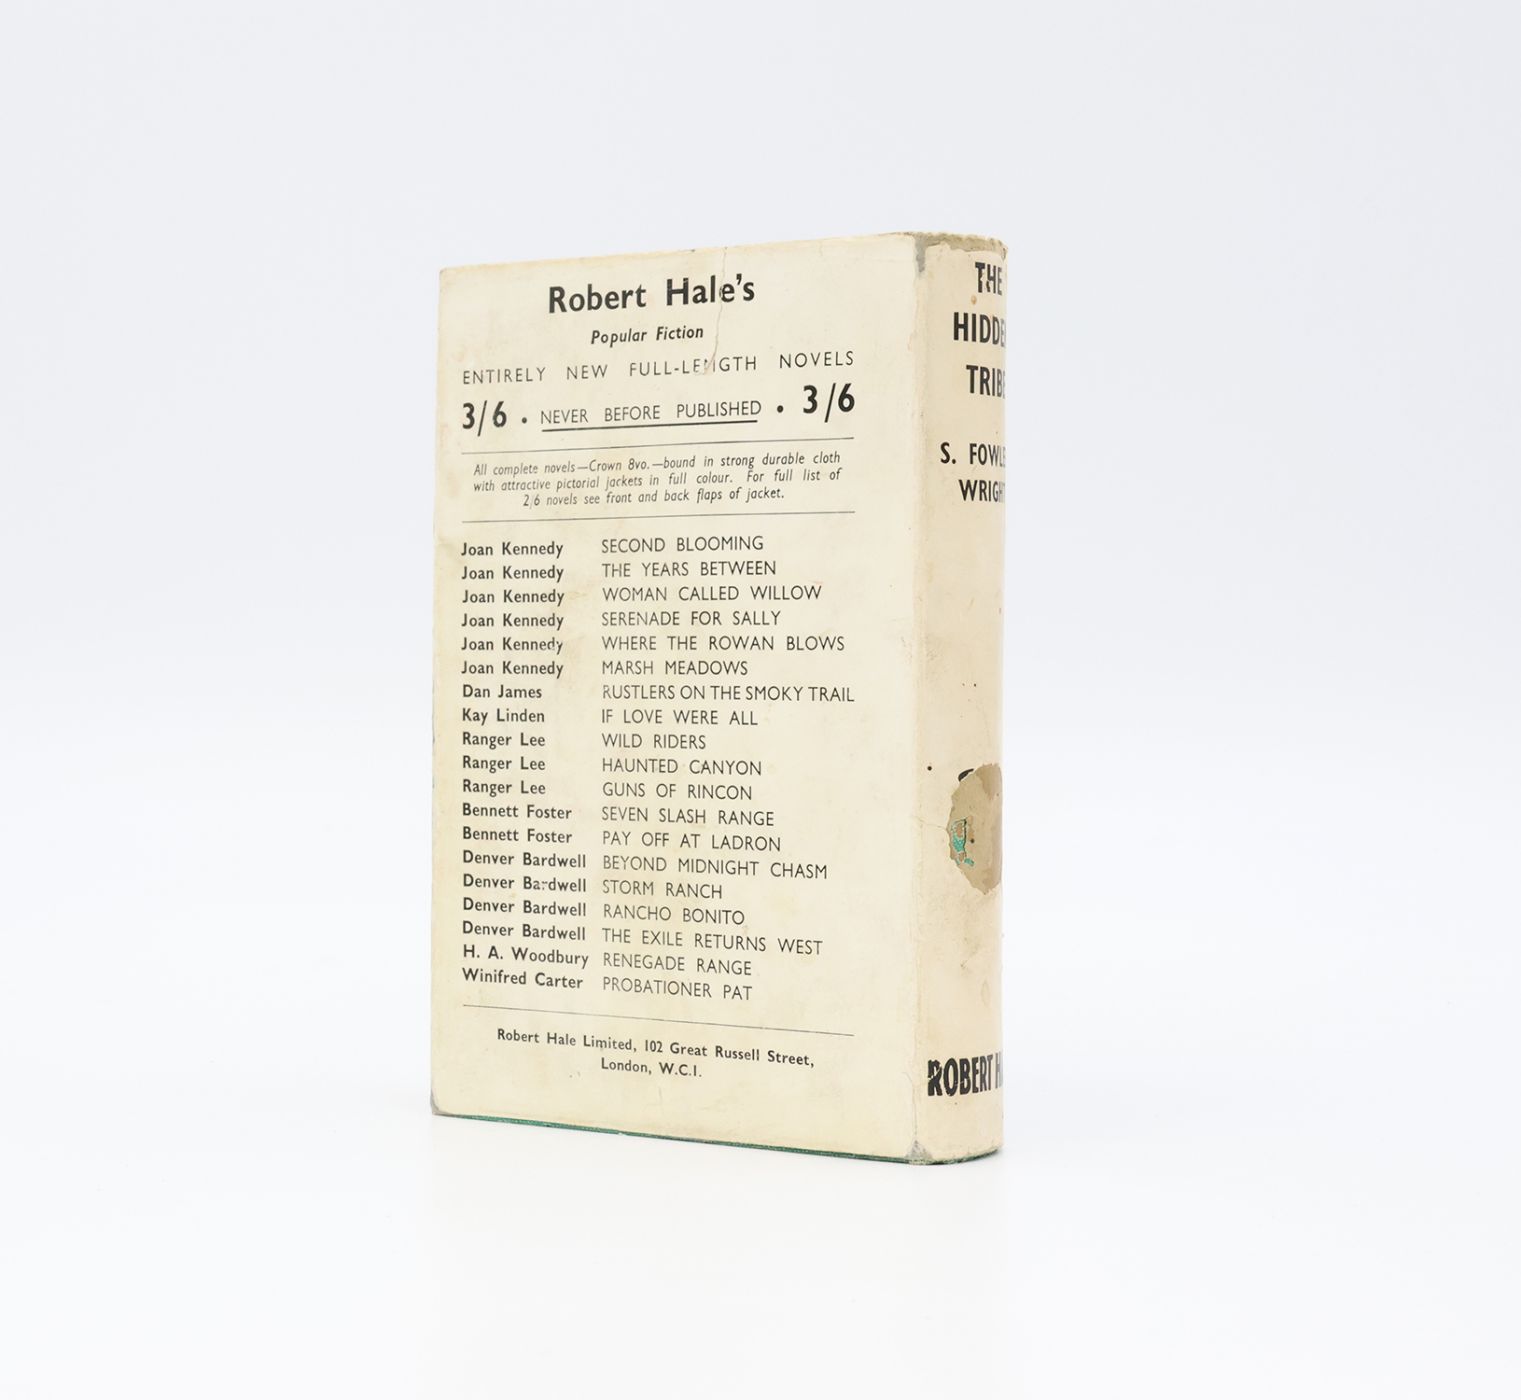 Robert Hale's
Popular Fiction
ENTIRELY NEW FULL-LENGTH NOVELS
3/6 . NEVER BEFORE PUBLISHED . 3/6
All complete novels—Crown 8vo.—bound in strong durable cloth
with attractive pictorial jackets in full colour. For full list of
2/6 novels see front and back flaps of jacket.
Joan Kennedy SECOND BLOOMING
Joan Kennedy THE YEARS BETWEEN
Joan Kennedy WOMAN CALLED WILLOW
Joan Kennedy SERENADE FOR SALLY
Joan Kennedy WHERE THE ROWAN BLOWS
Joan Kennedy MARSH MEADOWS
Dan James RUSTLERS ON THE SMOKY TRAIL
Kay Linden IF LOVE WERE ALL
Ranger Lee WILD RIDERS
Ranger Lee HAUNTED CANYON
Ranger Lee GUNS OF RINCON
Bennett Foster SEVEN SLASH RANGE
Bennett Foster PAY OFF AT LADRON
Denver Bardwell BEYOND MIDNIGHT CHASM
Denver Bardwell STORM RANCH
Denver Bardwell RANCHO BONITO
Denver Bardwell THE EXILE RETURNS WEST
H. A. Woodbury RENEGADE RANGE
Winifred Carter PROBATIONER PAT
Robert Hale Limited, 102 Great Russell Street,
London, W.C.1.
THE
HIDDE
TRIBE
S. FOWLE
WRIGHT
ROBERT HA